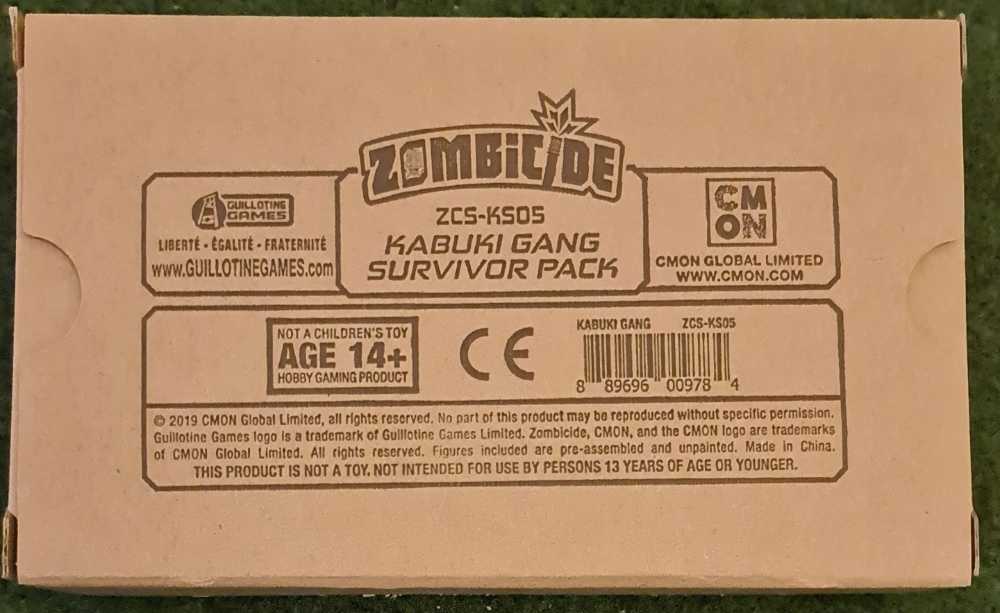 ZOMBICIDE
GUILLOTINE
GAMES
LIBERTÉ - ÉGALITÉ - FRATERNITÉ
WWW.GUILLOTINEGAMES.com
ZCS-KS05
KABUKI GANG
SURVIVOR PACK
CM
ON
CMON GLOBAL LIMITED
WWW.CMON.COM
NOT A CHILDREN'S TOY
AGE 14+
HOBBY GAMING PRODUCT
CE
KABUKI GANG ZCS-KS05
8 89696 00978 4
© 2019 CMON Global Limited, all rights reserved. No part of this product may be reproduced without specific permission.
Guillotine Games logo is a trademark of Guillotine Games Limited. Zombicide, CMON, and the CMON logo are trademarks
of CMON Global Limited. All rights reserved. Figures included are pre-assembled and unpainted. Made in China.
THIS PRODUCT IS NOT A TOY. NOT INTENDED FOR USE BY PERSONS 13 YEARS OF AGE OR YOUNGER.